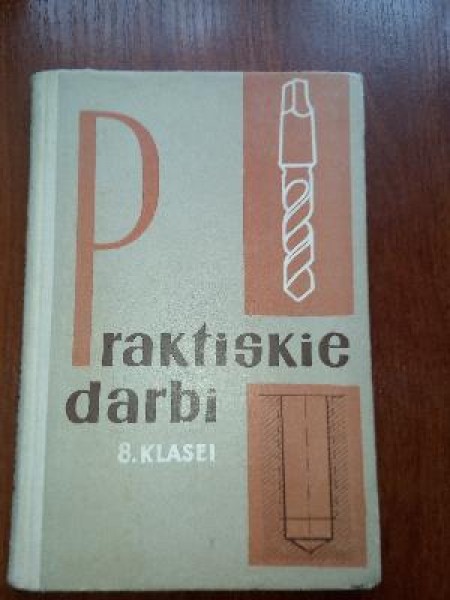 Praktiskie
darbi
8. KLASEI